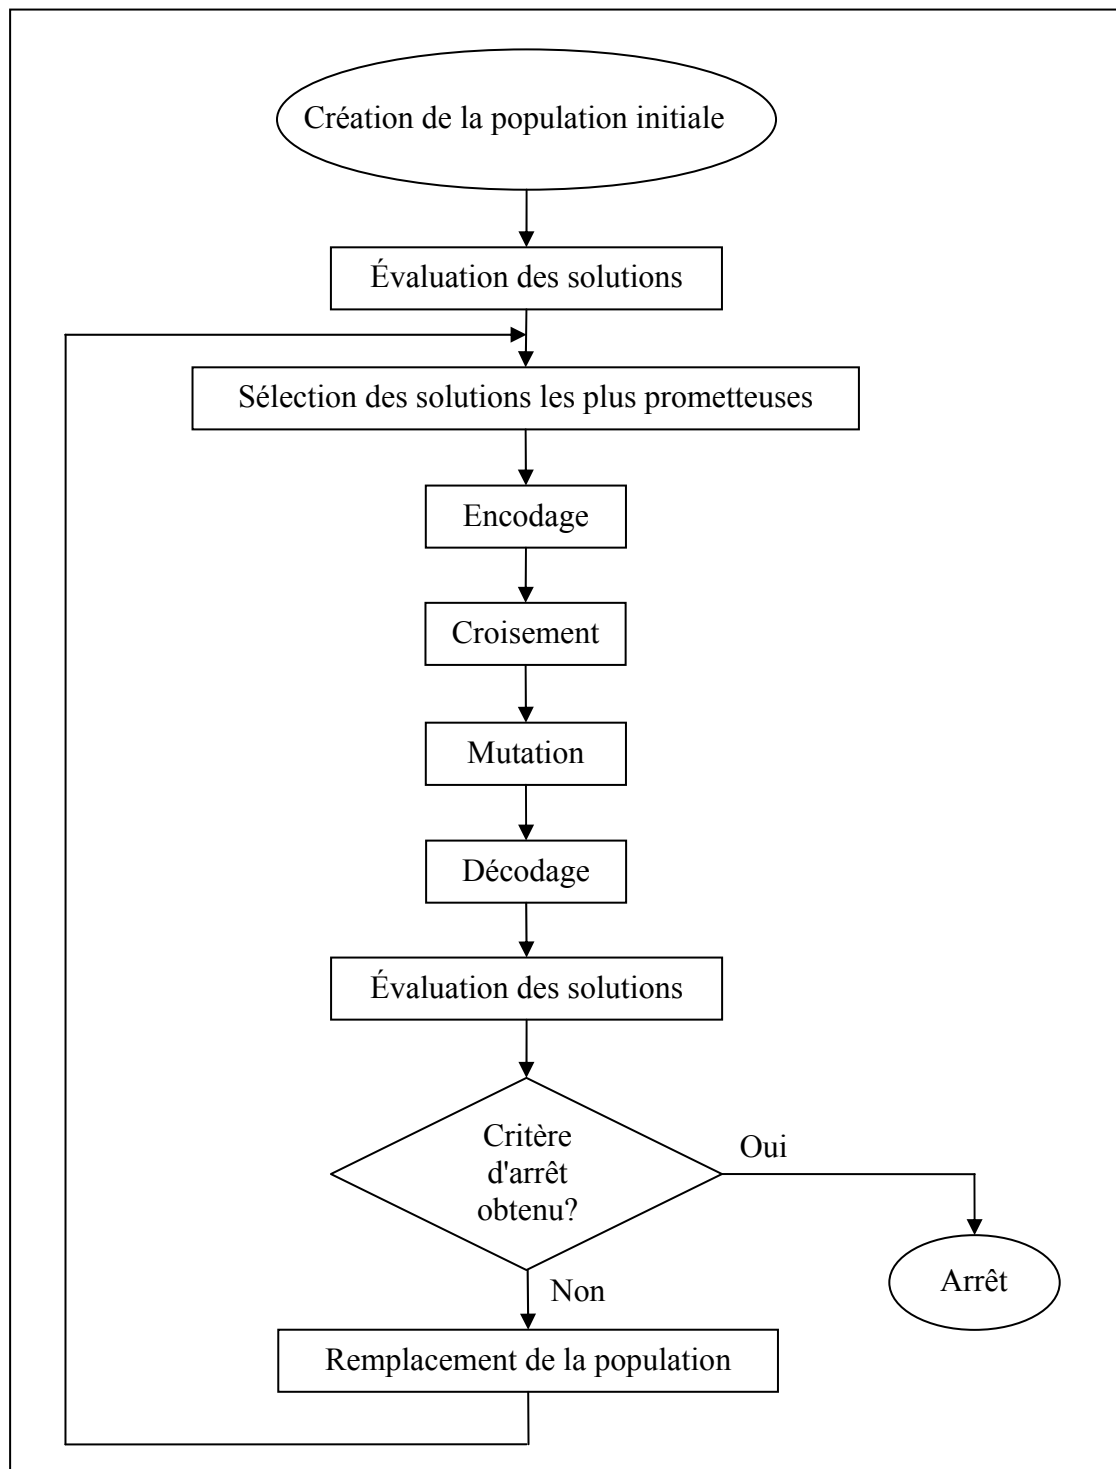 Création de la population initiale
Évaluation des solutions
Sélection des solutions les plus prometteuses
Encodage
Croisement
Mutation
Décodage
Évaluation des solutions
Critère
d'arrêt
obtenu?
Oui
Arrêt
Non
Remplacement de la population